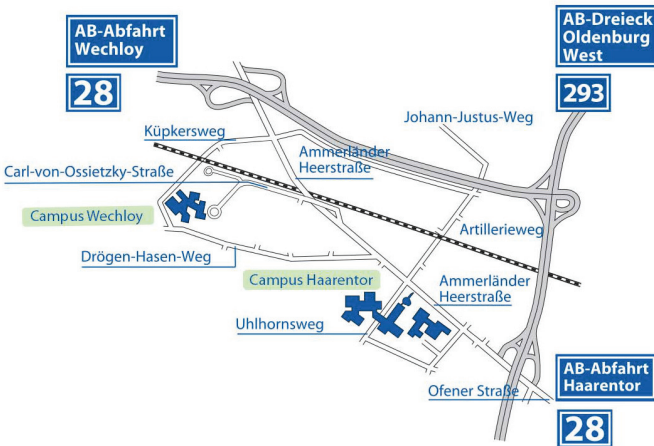 AB-Abfahrt
Wechloy
28
AB-Dreieck
Oldenburg
West
293
Johann-Justus-Weg
Küpkersweg
Ammerländer
Heerstraße
Carl-von-Ossietzky-Straße
Campus Wechloy
Artillerieweg
Drögen-Hasen-Weg
Campus Haarentor
Ammerländer
Heerstraße
Uhlhornsweg
Ofener Straße
AB-Abfahrt
Haarentor
28